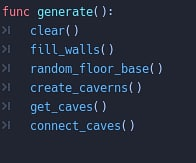 func generate():
clear()
fill_walls()
random_floor_base()
create_caverns()
get_caves()
connect_caves()